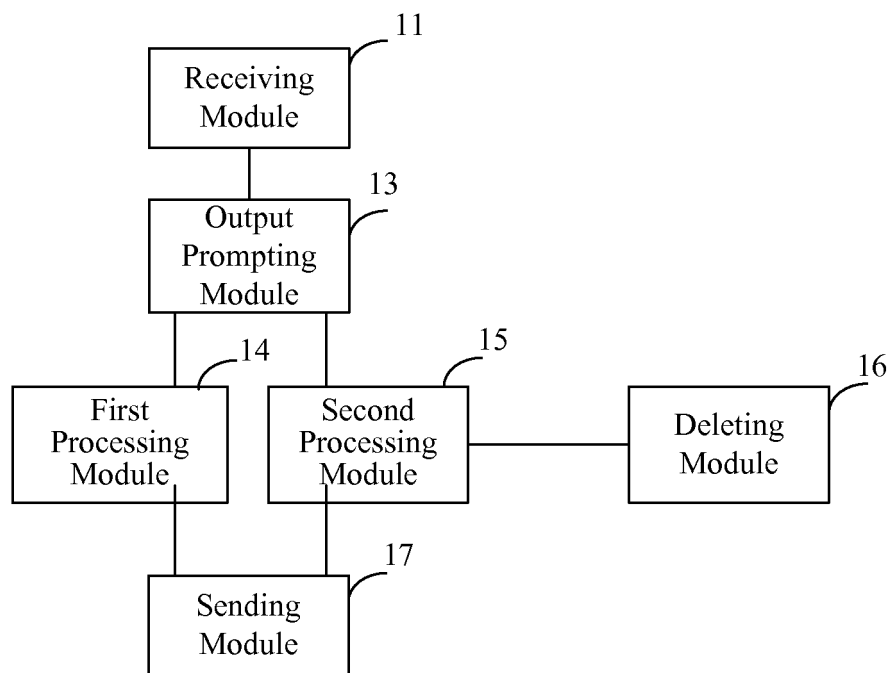 11
Receiving
Module
13
Output
Prompting
Module
14
First
Processing
Module
15
Second
Processing
Module
16
Deleting
Module
17
Sending
Module